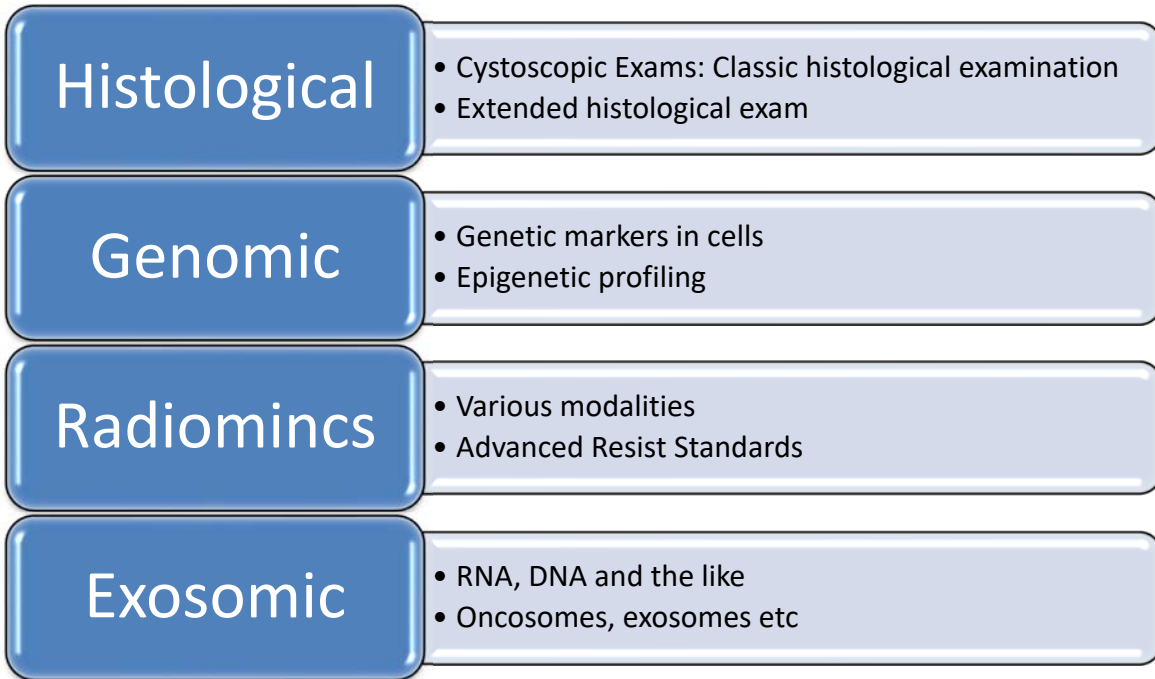 Histological
• Cystoscopic Exams: Classic histological examination
• Extended histological exam
Genomic
• Genetic markers in cells
• Epigenetic profiling
Radiomincs
• Various modalities
• Advanced Resist Standards
Exosomic
• RNA, DNA and the like
• Oncosomes, exosomes etc